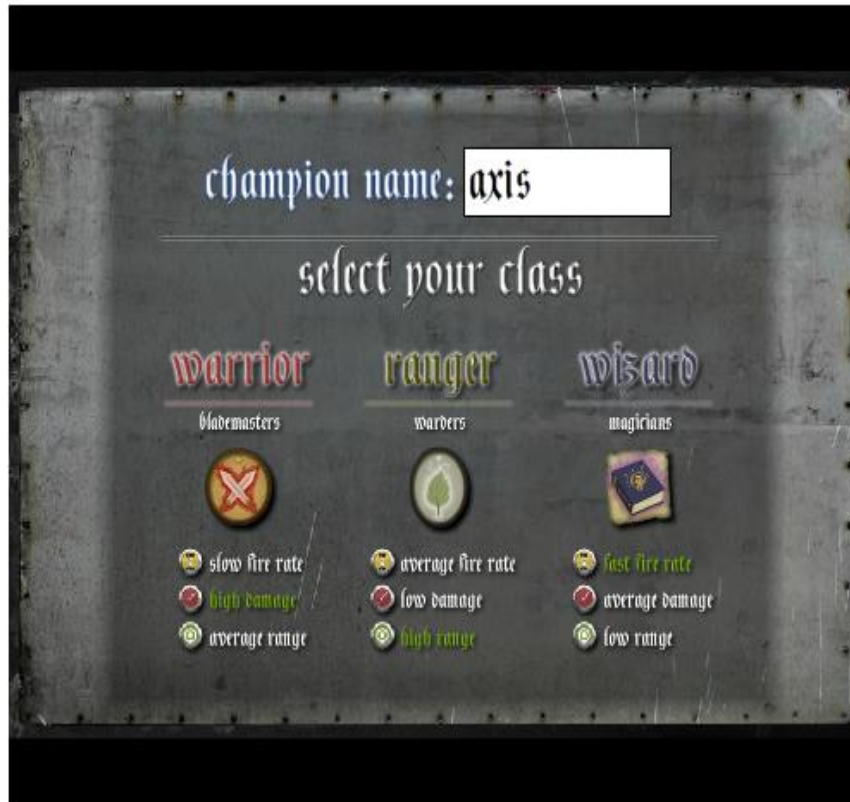 champion name: axis
select your class
warrior ranger wizard
blademasters warders magicians
slow fire rate average fire rate fast fire rate
high damage low damage average damage
average range high range low range